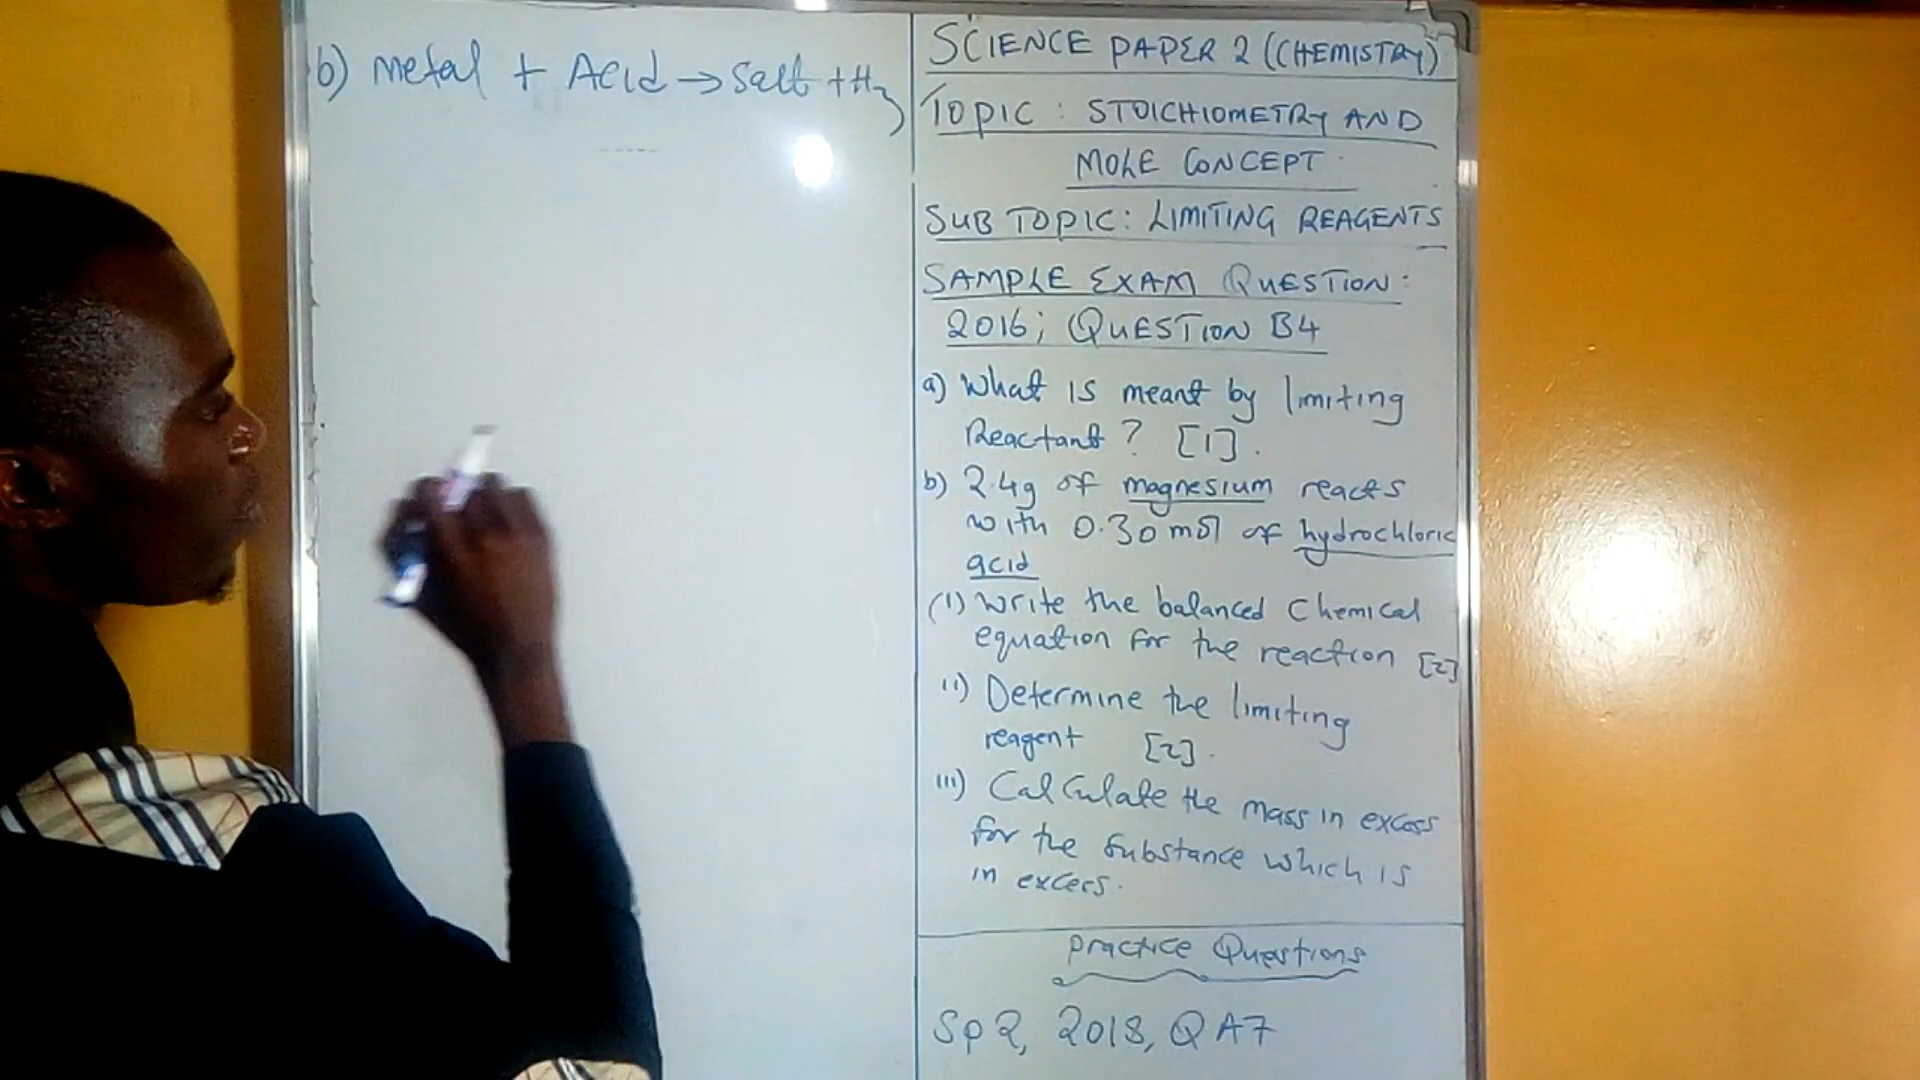 b) Metal + Acid → Salt + H2
SCIENCE PAPER 2 (CHEMISTRY)
TOPIC : STOICHIOMETRY AND
MOLE CONCEPT.
SUB TOPIC: LIMITING REAGENTS
SAMPLE EXAM QUESTION:
2016; QUESTION B4
a) What is meant by limiting
Reactant? [1].
b) 2.4g of magnesium reacts
with 0.30 mol of hydrochloric
acid
(i) Write the balanced Chemical
equation for the reaction [2]
ii) Determine the limiting
reagent [2].
iii) Calculate the mass in excess
for the substance which is
in excess.
Practice Questions
Sp 2, 2018, Q A7